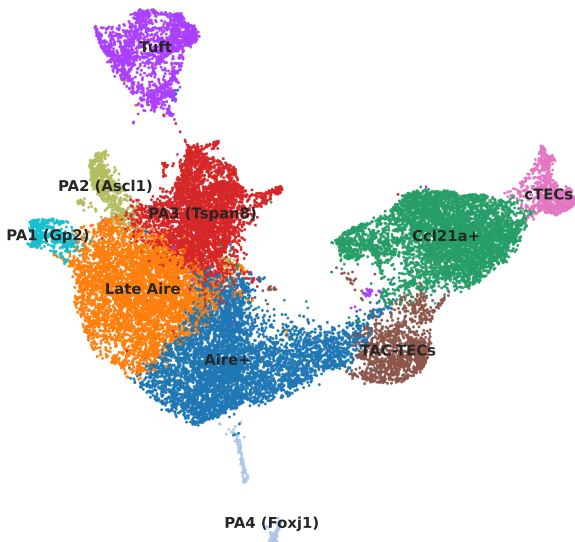 Tuft
PA2 (Ascl1)
cTECs
PA3 (Tspan8)
PA1 (Gp2)
Ccl21a+
Late Aire
TAC-TECs
Aire+
PA4 (Foxj1)